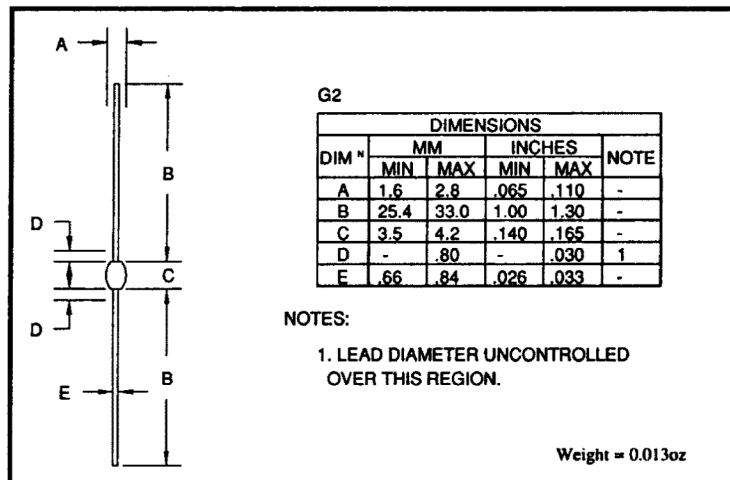 A
B
D
C
D
E
B
G2
DIMENSIONS
DIM N MM INCHES NOTE
MIN MAX MIN MAX
A 1.6 2.8 .065 .110 -
B 25.4 33.0 1.00 1.30 -
C 3.5 4.2 .140 .165 -
D - .80 - .030 1
E .66 .84 .026 .033 -
NOTES:
1. LEAD DIAMETER UNCONTROLLED
OVER THIS REGION.
Weight = 0.013oz